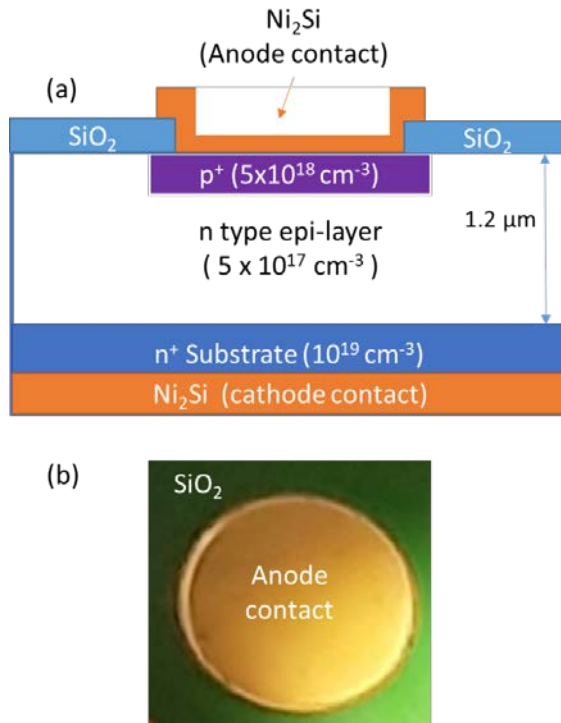 Ni₂Si
(Anode contact)
(a)
SiO₂
SiO₂
p⁺ (5x10¹⁸ cm⁻³)
1.2 μm
n type epi-layer
( 5 x 10¹⁷ cm⁻³ )
n⁺ Substrate (10¹⁹ cm⁻³)
Ni₂Si (cathode contact)
(b)
SiO₂
Anode
contact